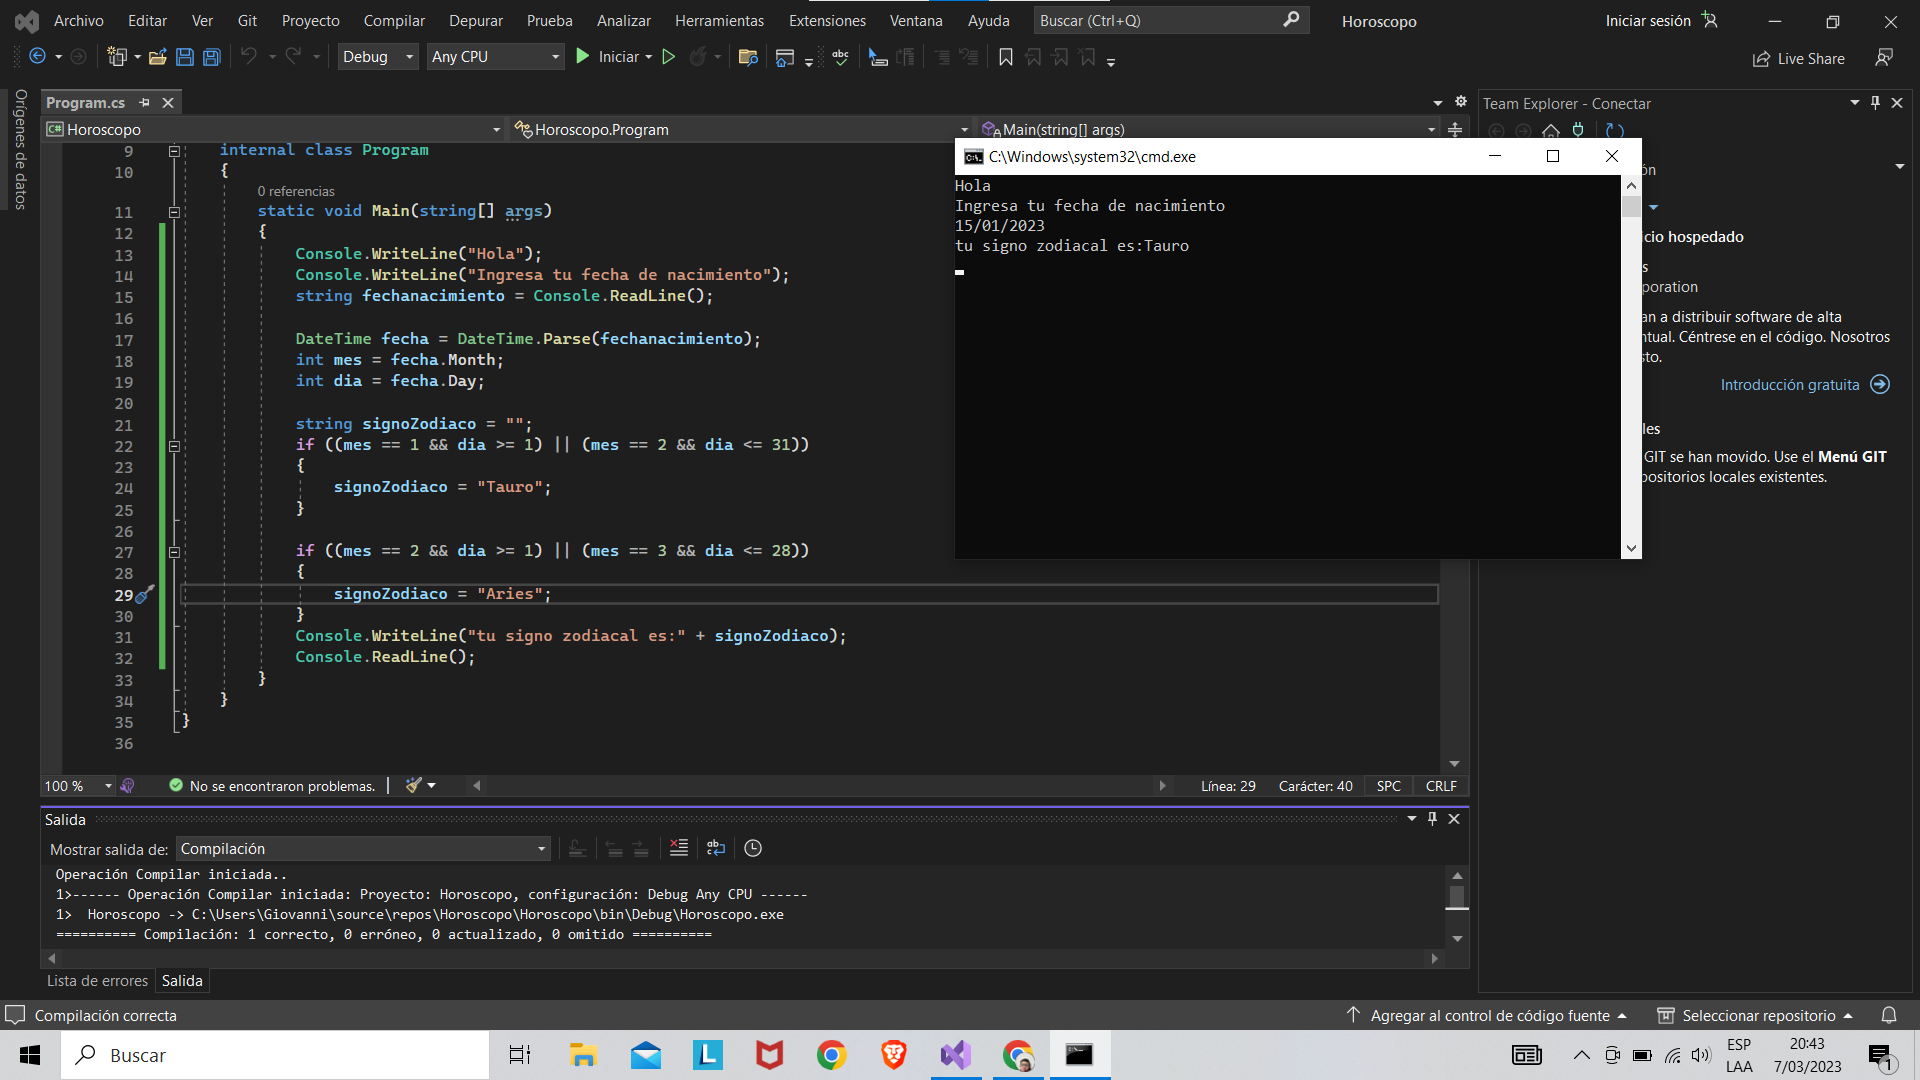 Archivo Editar Ver Git Proyecto Compilar Depurar Prueba Analizar Herramientas Extensiones Ventana Ayuda Buscar (Ctrl+Q) Horoscopo Iniciar sesión
Debug Any CPU Iniciar abc Live Share
Orígenes de datos
Program.cs
Horoscopo Horoscopo.Program Main(string[] args)
9 internal class Program
10 {
0 referencias
11 static void Main(string[] args)
12 {
13 Console.WriteLine("Hola");
14 Console.WriteLine("Ingresa tu fecha de nacimiento");
15 string fechanacimiento = Console.ReadLine();
16
17 DateTime fecha = DateTime.Parse(fechanacimiento);
18 int mes = fecha.Month;
19 int dia = fecha.Day;
20
21 string signoZodiaco = "";
22 if ((mes == 1 && dia >= 1) || (mes == 2 && dia <= 31))
23 {
24 signoZodiaco = "Tauro";
25 }
26
27 if ((mes == 2 && dia >= 1) || (mes == 3 && dia <= 28))
28 {
29 signoZodiaco = "Aries";
30 }
31 Console.WriteLine("tu signo zodiacal es:" + signoZodiaco);
32 Console.ReadLine();
33 }
34 }
35 }
36
C:\Windows\system32\cmd.exe
Hola
Ingresa tu fecha de nacimiento
15/01/2023
tu signo zodiacal es:Tauro
Team Explorer - Conectar
ón
icio hospedado
s
poration
an a distribuir software de alta
ntual. Céntrese en el código. Nosotros
sto.
Introducción gratuita
les
GIT se han movido. Use el Menú GIT
positorios locales existentes.
100 % No se encontraron problemas. Línea: 29 Carácter: 40 SPC CRLF
Salida
Mostrar salida de: Compilación
Operación Compilar iniciada..
1>------ Operación Compilar iniciada: Proyecto: Horoscopo, configuración: Debug Any CPU ------
1> Horoscopo -> C:\Users\Giovanni\source\repos\Horoscopo\Horoscopo\bin\Debug\Horoscopo.exe
========== Compilación: 1 correcto, 0 erróneo, 0 actualizado, 0 omitido ==========
Lista de errores Salida
Compilación correcta Agregar al control de código fuente Seleccionar repositorio
Buscar
ESP
LAA
20:43
7/03/2023
1